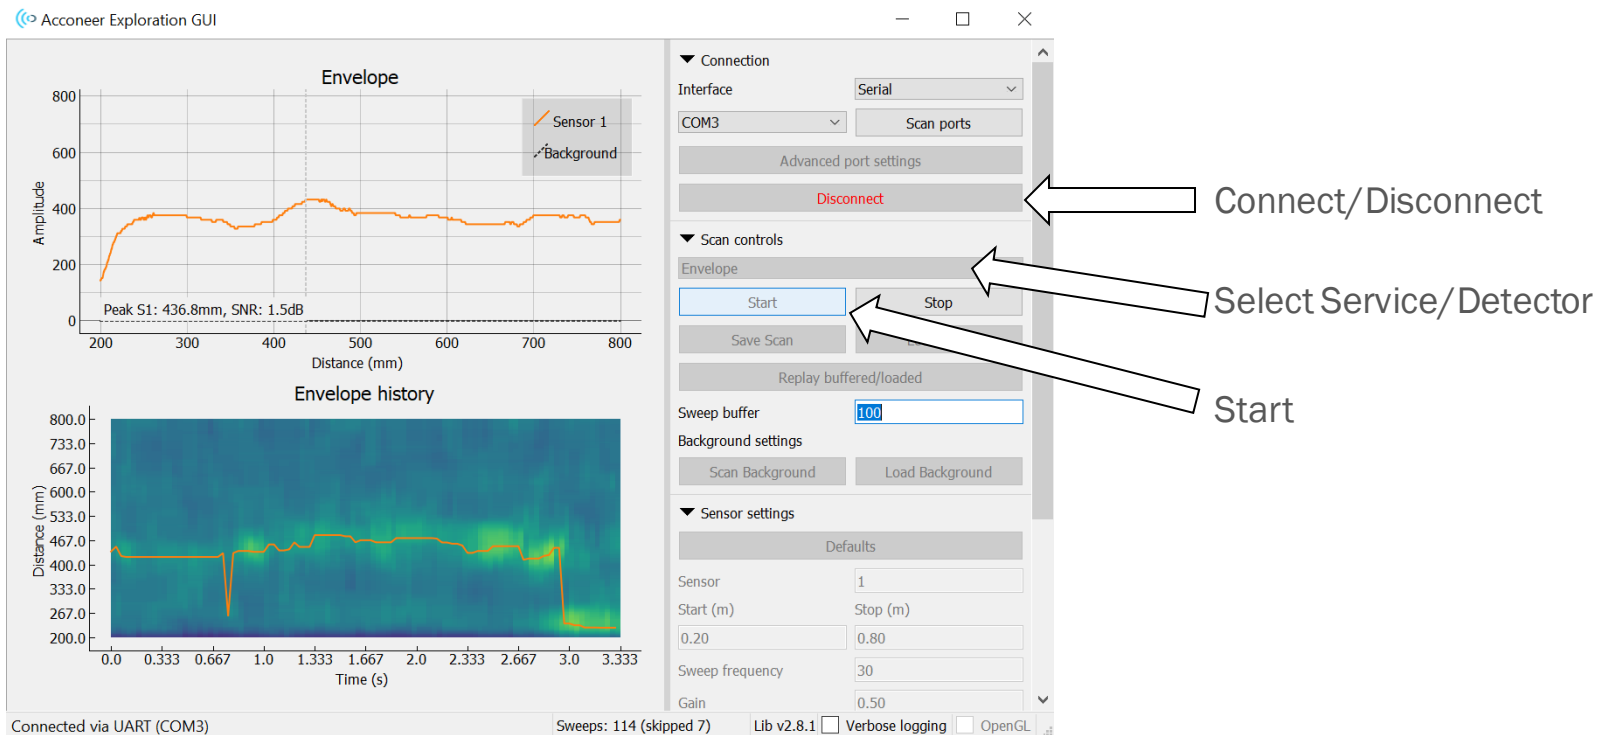 Acconeer Exploration GUI
Envelope
800
600
400
200
0
Amplitude
Sensor 1
Background
Peak S1: 436.8mm, SNR: 1.5dB
200 300 400 500 600 700 800
Distance (mm)
Envelope history
800.0
733.0
667.0
600.0
533.0
467.0
400.0
333.0
267.0
200.0
Distance (mm)
0.0 0.333 0.667 1.0 1.333 1.667 2.0 2.333 2.667 3.0 3.333
Time (s)
Connection
Interface Serial
COM3 Scan ports
Advanced port settings
Disconnect
Scan controls
Envelope
Start Stop
Save Scan
Replay buffered/loaded
Sweep buffer 100
Background settings
Scan Background Load Background
Sensor settings
Defaults
Sensor 1
Start (m) Stop (m)
0.20 0.80
Sweep frequency 30
Gain 0.50
Connect/Disconnect
Select Service/Detector
Start
Connected via UART (COM3) Sweeps: 114 (skipped 7) Lib v2.8.1 Verbose logging OpenGL